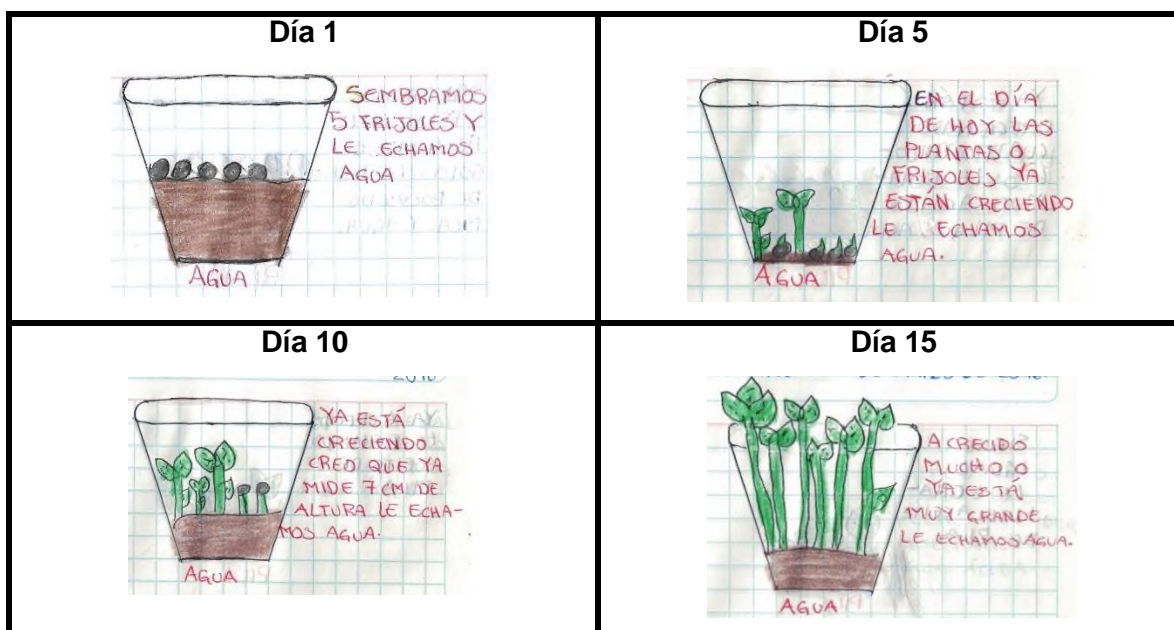 Día 1
SEMBRAMOS
5 FRIJOLES Y
LE ECHAMOS
AGUA
AGUA
Día 5
EN EL DÍA
DE HOY LAS
PLANTAS O
FRIJOLES YA
ESTÁN CRECIENDO
LE ECHAMOS
AGUA.
AGUA
Día 10
YA ESTÁ
CRECIENDO
CREO QUE YA
MIDE 7 CM DE
ALTURA LE ECHA-
MOS AGUA.
AGUA
Día 15
A CRECIDO
MUCHO O
YA ESTÁ
MUY GRANDE
LE ECHAMOS AGUA.
AGUA